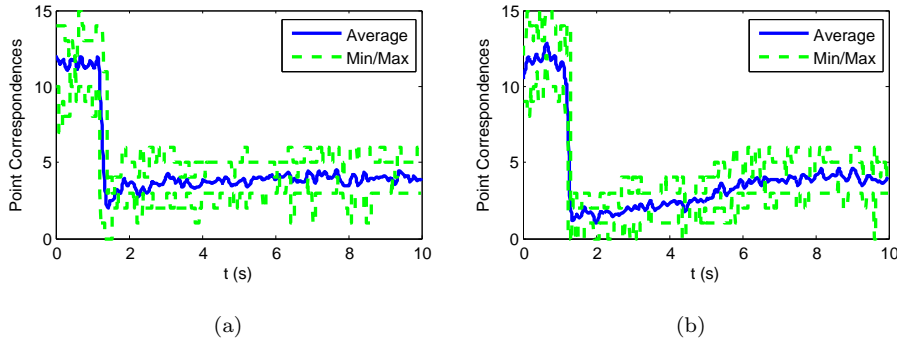 15
10
5
0
Point Correspondences
Average
Min/Max
0 2 4 6 8 10
t (s)
(a)
15
10
5
0
Point Correspondences
Average
Min/Max
0 2 4 6 8 10
t (s)
(b)